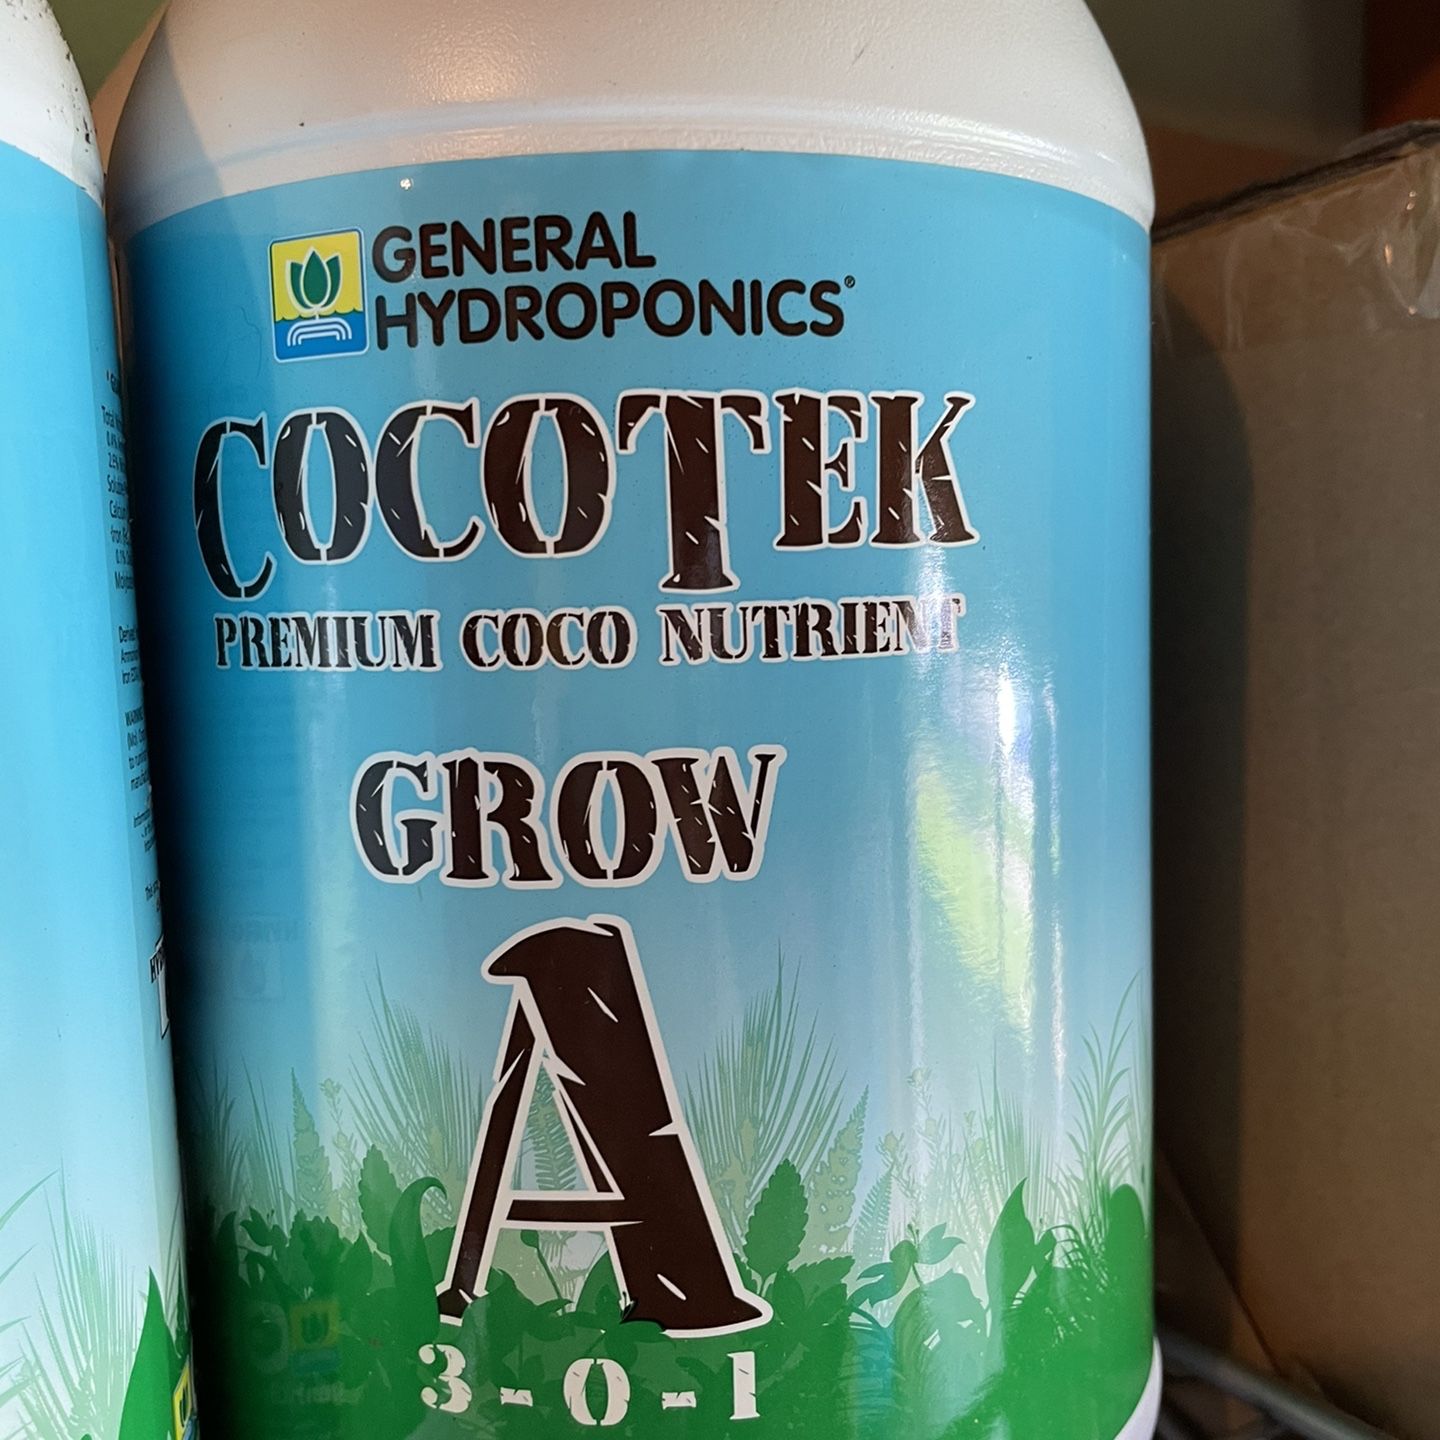 GENERAL
HYDROPONICS®
COCOTEK
PREMIUM COCO NUTRIENT
GROW
A
3-0-1